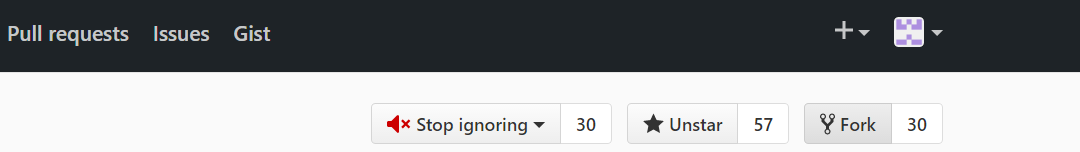 Pull requests Issues Gist
Stop ignoring 30 Unstar 57 Fork 30